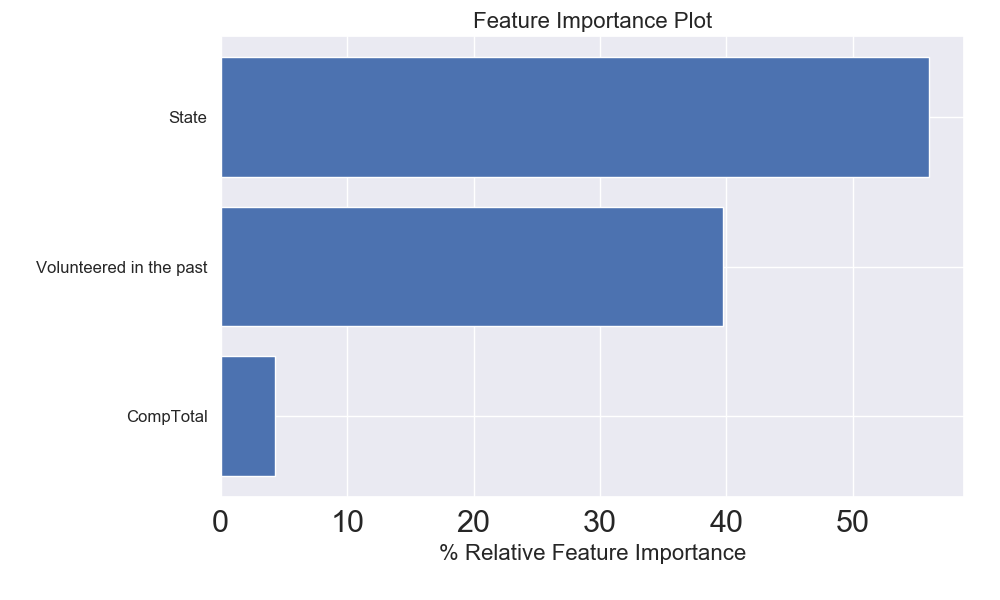 Feature Importance Plot
State
Volunteered in the past
CompTotal
0 10 20 30 40 50
% Relative Feature Importance